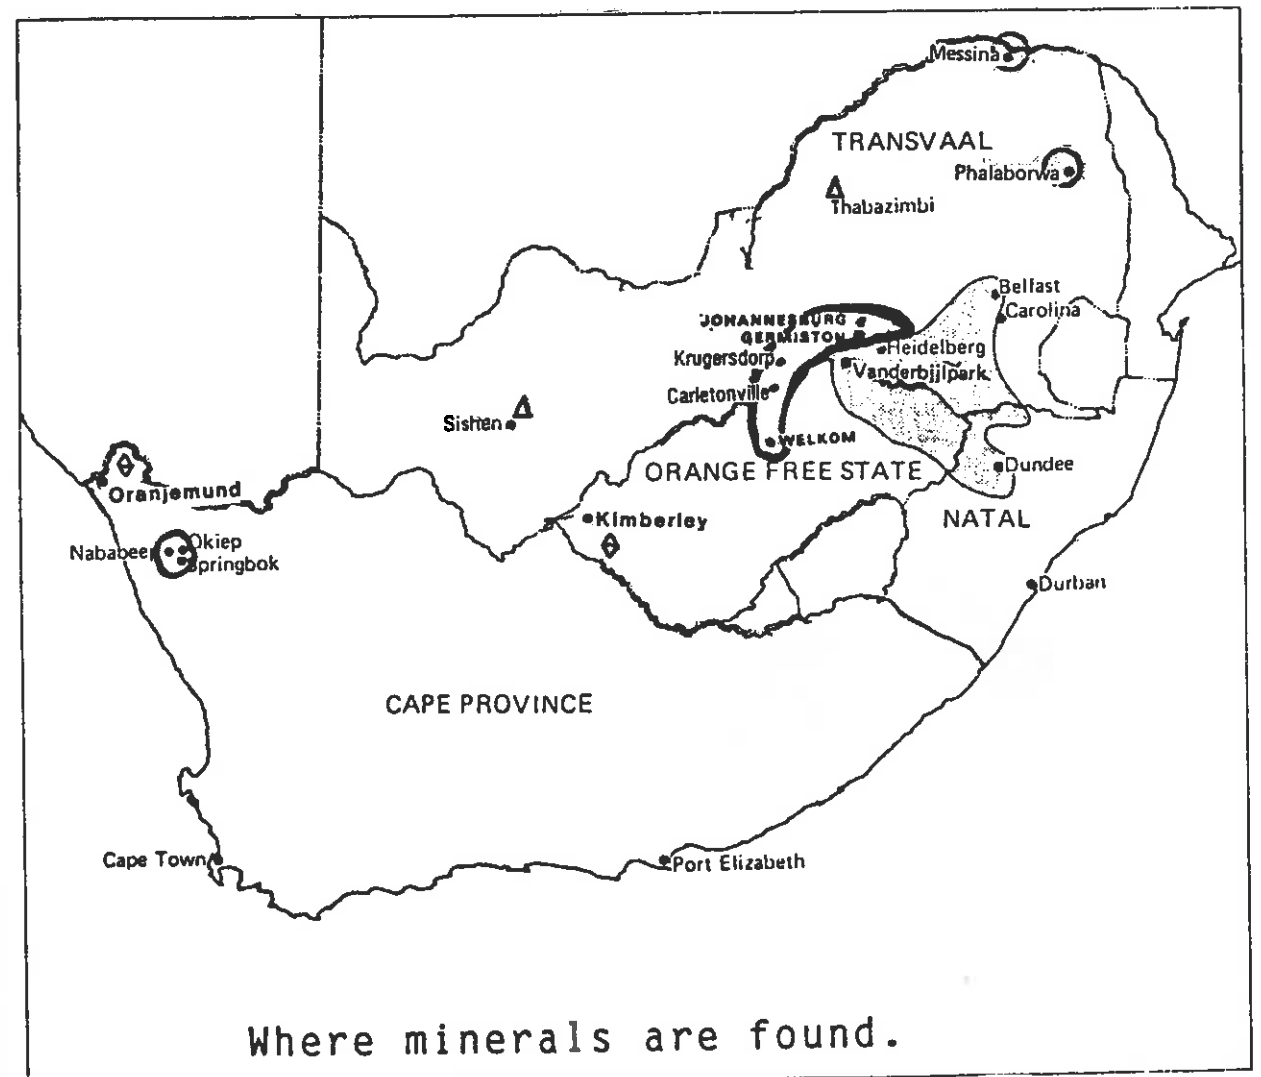 Messina
TRANSVAAL
Phalaborwa
Thabazimbi
Belfast
Carolina
JOHANNESBURG
GERMISTON
Heidelberg
Krugersdorp
Vanderbijlpark
Carletonville
Sishen
WELKOM
ORANGE FREE STATE
Dundee
Oranjemund
NATAL
Kimberley
Okiep
Springbok
Durban
CAPE PROVINCE
Cape Town
Port Elizabeth
Where minerals are found.